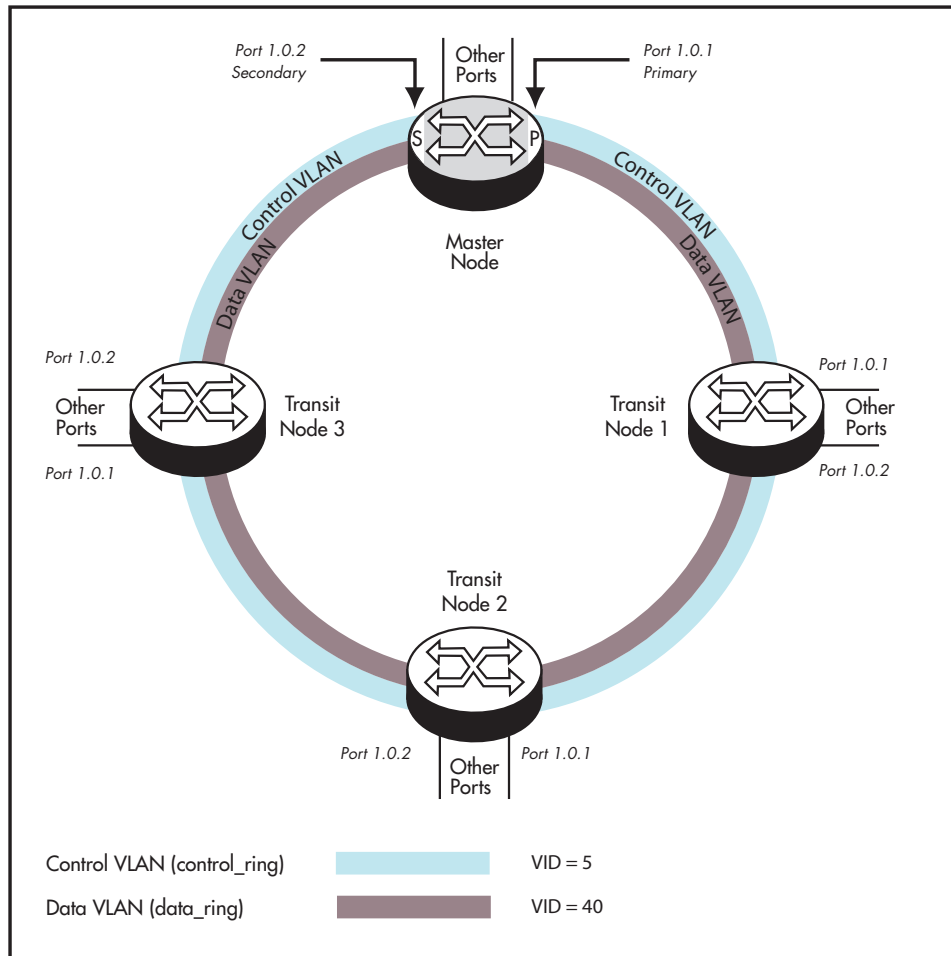 Port 1.0.2
Secondary
Other
Ports
Port 1.0.1
Primary
S
P
Control VLAN
Data VLAN
Control VLAN
Data VLAN
Master
Node
Port 1.0.2
Other
Ports
Port 1.0.1
Transit
Node 3
Transit
Node 1
Port 1.0.1
Other
Ports
Port 1.0.2
Transit
Node 2
Port 1.0.2
Other
Ports
Port 1.0.1
Control VLAN (control_ring) VID = 5
Data VLAN (data_ring) VID = 40